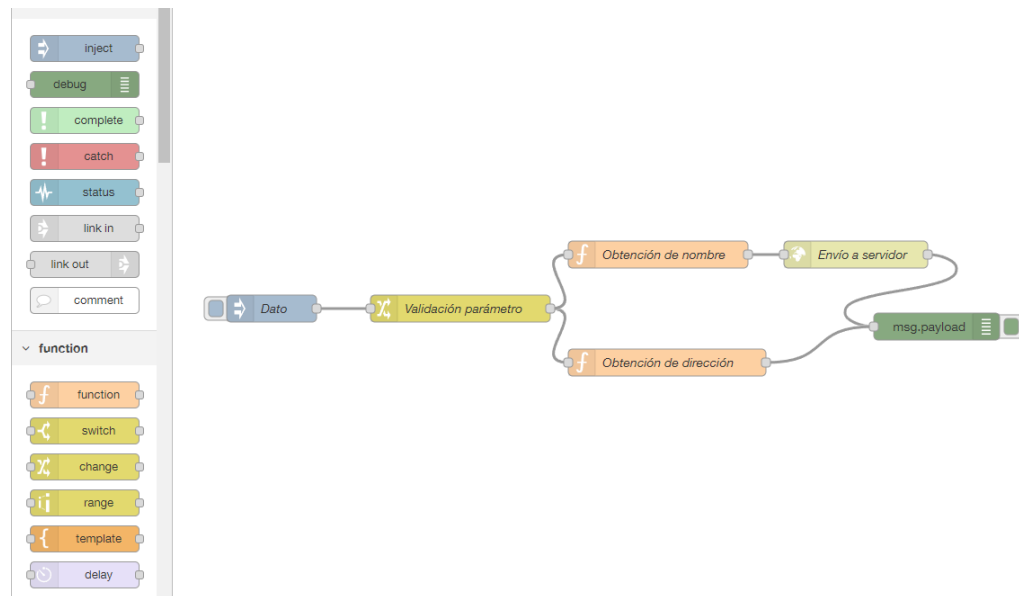 inject
debug
complete
catch
status
link in
link out
comment
function
function
switch
change
range
template
delay
Dato
Validación parámetro
Obtención de nombre
Envío a servidor
Obtención de dirección
msg.payload